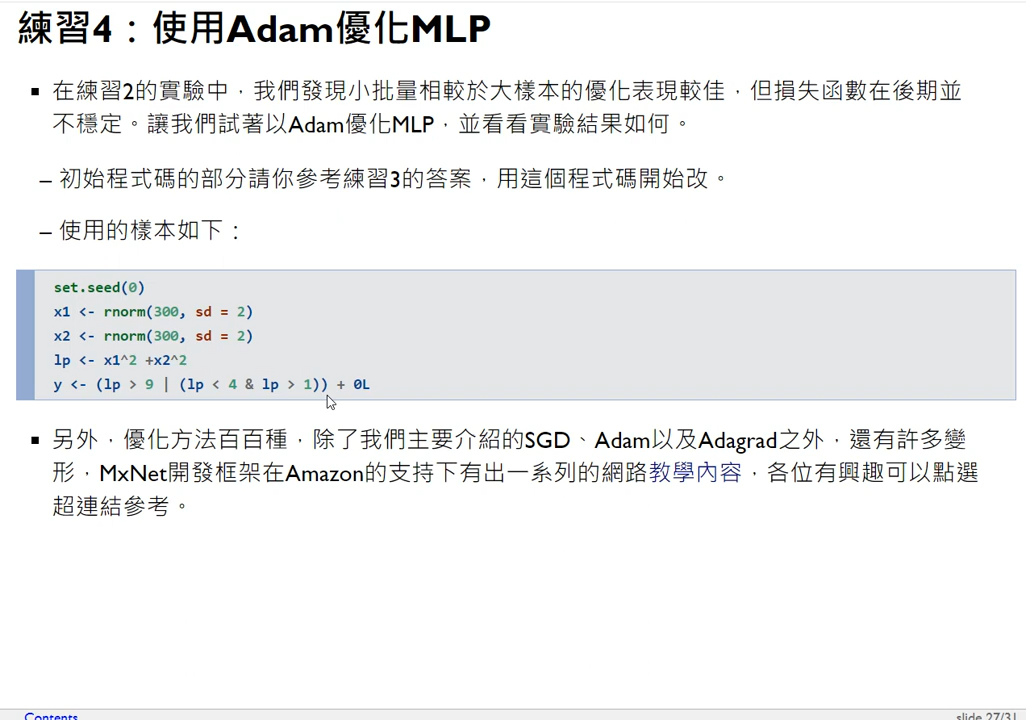 練習4：使用Adam優化MLP
在練習2的實驗中，我們發現小批量相較於大樣本的優化表現較佳，但損失函數在後期並
不穩定。讓我們試著以Adam優化MLP，並看看實驗結果如何。
– 初始程式碼的部分請你參考練習3的答案，用這個程式碼開始改。
– 使用的樣本如下：
set.seed(0)
x1 <- rnorm(300, sd = 2)
x2 <- rnorm(300, sd = 2)
lp <- x1^2 +x2^2
y <- (lp > 9 | (lp < 4 & lp > 1)) + 0L
另外，優化方法百百種，除了我們主要介紹的SGD、Adam以及Adagrad之外，還有許多變
形，MxNet開發框架在Amazon的支持下有出一系列的網路教學內容，各位有興趣可以點選
超連結參考。
Contents
slide 27/31